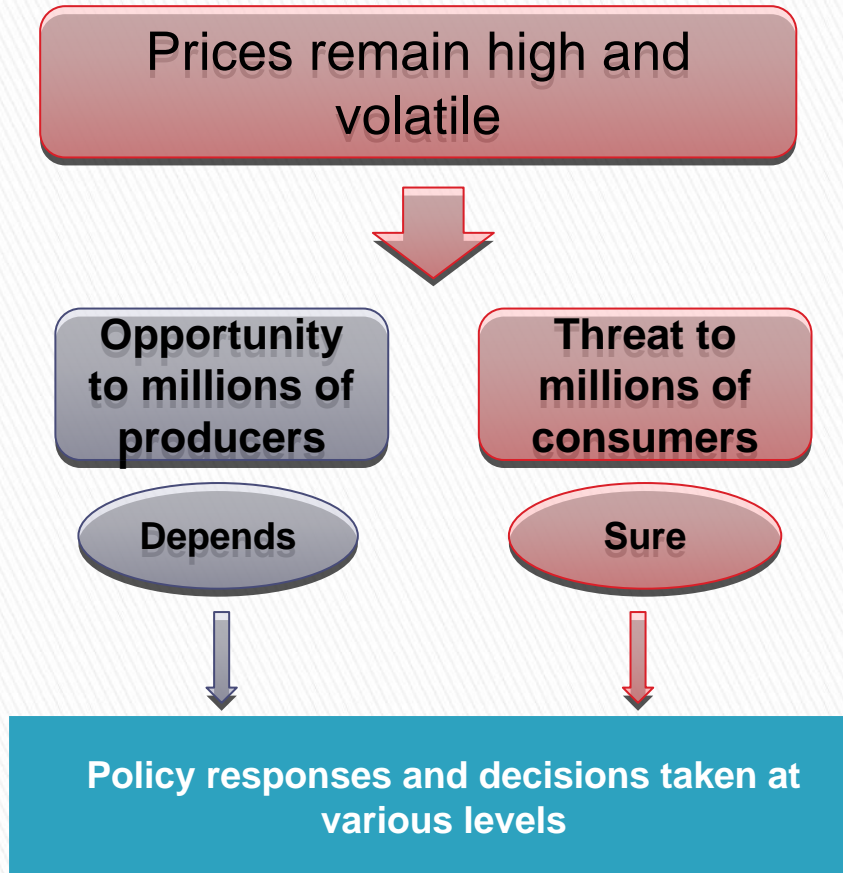 Prices remain high and
volatile
Opportunity
to millions of
producers
Threat to
millions of
consumers
Depends
Sure
Policy responses and decisions taken at
various levels